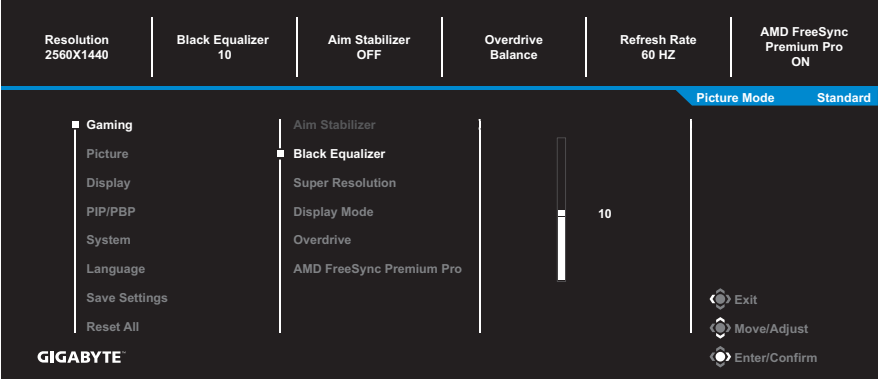 Resolution
2560X1440
Black Equalizer
10
Aim Stabilizer
OFF
Overdrive
Balance
Refresh Rate
60 HZ
AMD FreeSync
Premium Pro
ON
Picture Mode Standard
Gaming
Picture
Display
PIP/PBP
System
Language
Save Settings
Reset All
Aim Stabilizer
Black Equalizer
Super Resolution
Display Mode
Overdrive
AMD FreeSync Premium Pro
10
Exit
Move/Adjust
Enter/Confirm
GIGABYTE™